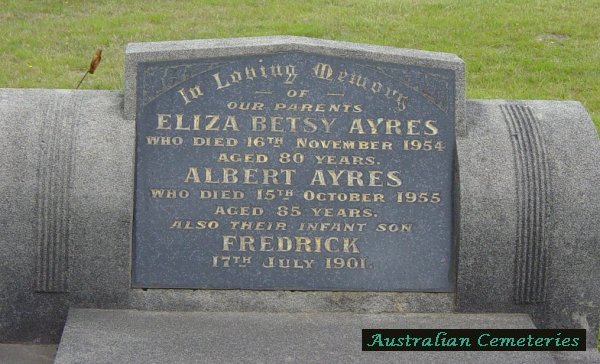 In Loving Memory
— OF —
OUR PARENTS
ELIZA BETSY AYRES
WHO DIED 16TH NOVEMBER 1954
AGED 80 YEARS.
ALBERT AYRES
WHO DIED 15TH OCTOBER 1955
AGED 85 YEARS.
ALSO THEIR INFANT SON
FREDRICK
17TH JULY 1901.
Australian Cemeteries